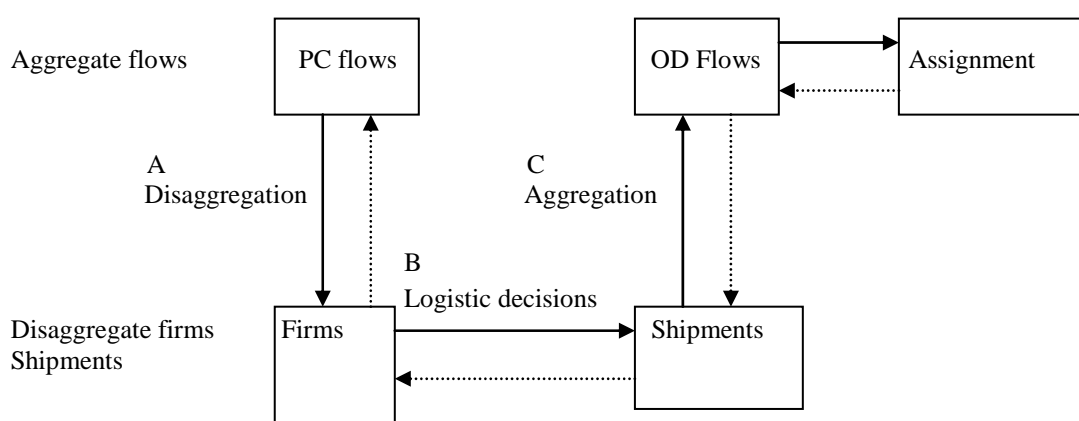 Aggregate flows
PC flows
OD Flows
Assignment
A
Disaggregation
C
Aggregation
B
Logistic decisions
Disaggregate firms
Shipments
Firms
Shipments